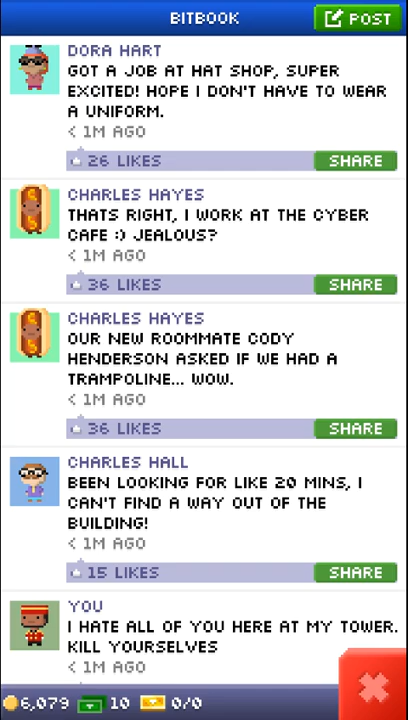 BITBOOK
POST
DORA HART
GOT A JOB AT HAT SHOP, SUPER
EXCITED! HOPE I DON'T HAVE TO WEAR
A UNIFORM.
< 1M AGO
26 LIKES
SHARE
CHARLES HAYES
THATS RIGHT, I WORK AT THE CYBER
CAFE :) JEALOUS?
< 1M AGO
36 LIKES
SHARE
CHARLES HAYES
OUR NEW ROOMMATE CODY
HENDERSON ASKED IF WE HAD A
TRAMPOLINE... WOW.
< 1M AGO
36 LIKES
SHARE
CHARLES HALL
BEEN LOOKING FOR LIKE 20 MINS, I
CAN'T FIND A WAY OUT OF THE
BUILDING!
< 1M AGO
15 LIKES
SHARE
YOU
I HATE ALL OF YOU HERE AT MY TOWER.
KILL YOURSELVES
< 1M AGO
6,079 10 0/0